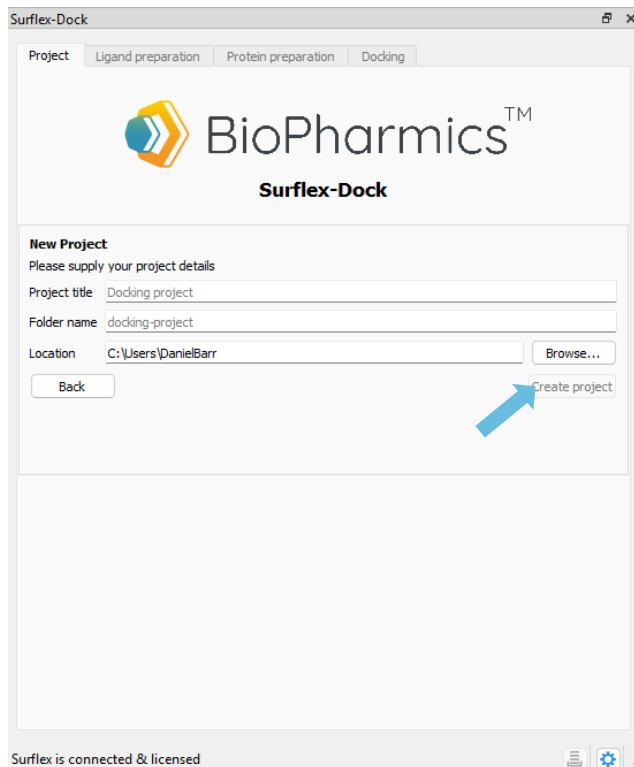 Surflex-Dock
Project Ligand preparation Protein preparation Docking
BioPharmics™
Surflex-Dock
New Project
Please supply your project details
Project title Docking project
Folder name docking-project
Location C:\Users\DanielBarr Browse...
Back Create project
Surflex is connected & licensed